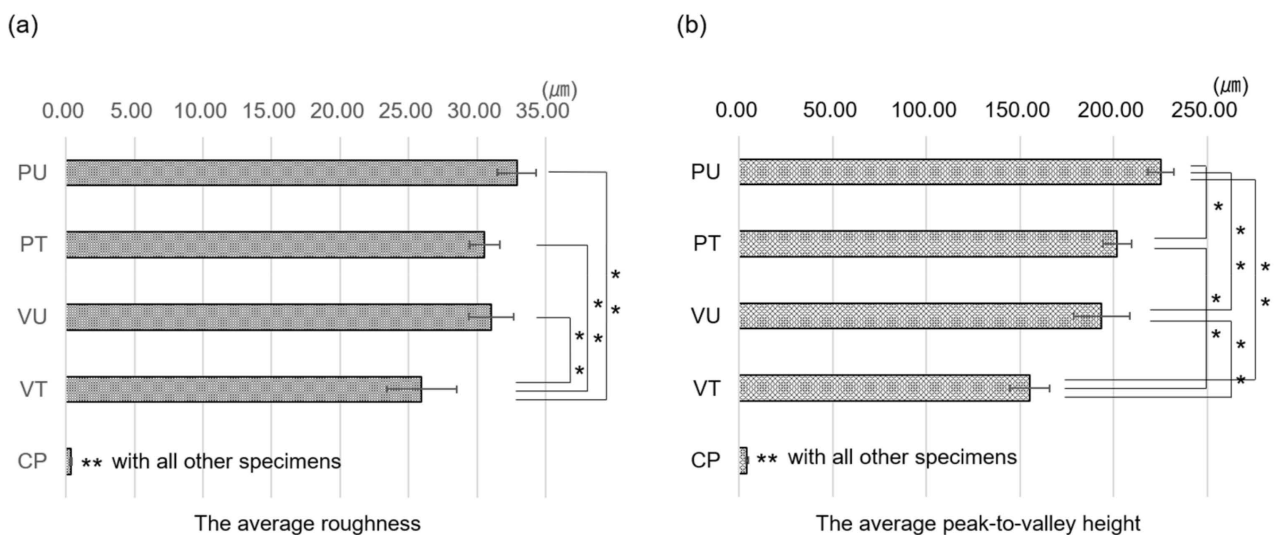 (a)
(μm)
0.00 5.00 10.00 15.00 20.00 25.00 30.00 35.00
PU
PT
VU
VT
CP
* *
* *
* *
** with all other specimens
The average roughness
(b)
(μm)
0.00 50.00 100.00 150.00 200.00 250.00
PU
PT
VU
VT
CP
*
* *
* *
* *
* *
** with all other specimens
The average peak-to-valley height